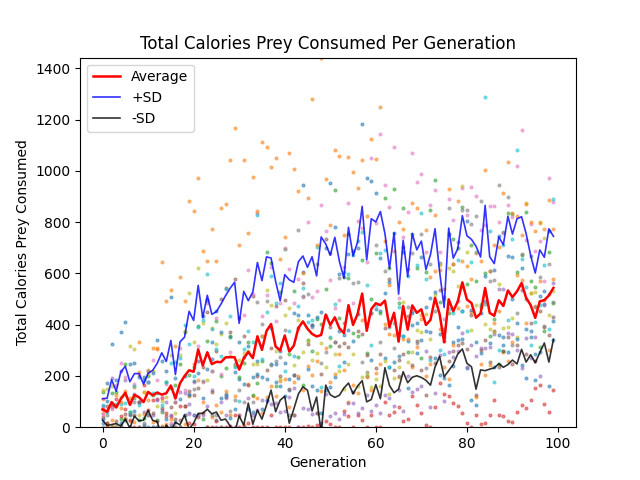 Total Calories Prey Consumed Per Generation
Average
+SD
-SD
Total Calories Prey Consumed
1400
1200
1000
800
600
400
200
0
0
20
40
60
80
100
Generation